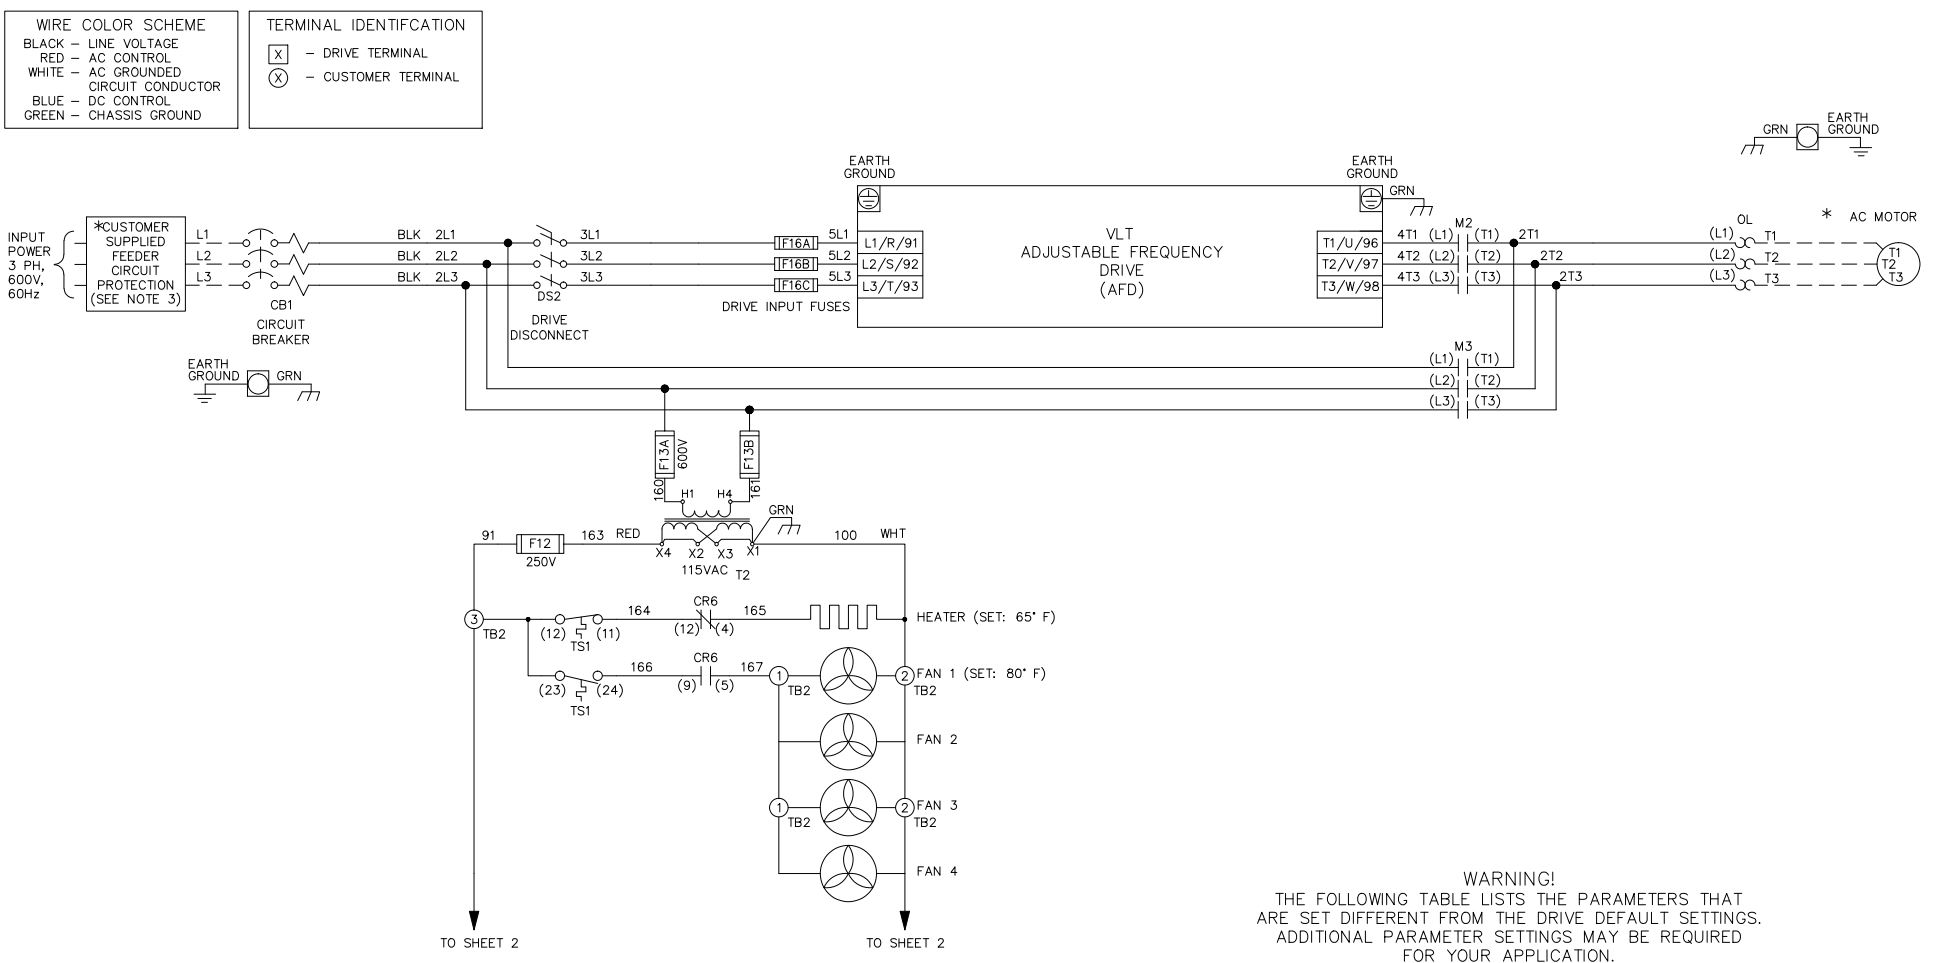 WIRE COLOR SCHEME
BLACK - LINE VOLTAGE
RED - AC CONTROL
WHITE - AC GROUNDED
CIRCUIT CONDUCTOR
BLUE - DC CONTROL
GREEN - CHASSIS GROUND
TERMINAL IDENTIFCATION
X - DRIVE TERMINAL
X - CUSTOMER TERMINAL
GRN
EARTH
GROUND
INPUT
POWER
3 PH,
600V,
60Hz
*CUSTOMER
SUPPLIED
FEEDER
CIRCUIT
PROTECTION
(SEE NOTE 3)
L1
L2
L3
CB1
CIRCUIT
BREAKER
BLK 2L1
BLK 2L2
BLK 2L3
3L1
3L2
3L3
DS2
DRIVE
DISCONNECT
F16A
F16B
F16C
5L1
5L2
5L3
DRIVE INPUT FUSES
EARTH
GROUND
L1/R/91
L2/S/92
L3/T/93
VLT
ADJUSTABLE FREQUENCY
DRIVE
(AFD)
EARTH
GROUND
GRN
T1/U/96
T2/V/97
T3/W/98
4T1 (L1) M2 (T1) 2T1
4T2 (L2) (T2) 2T2
4T3 (L3) (T3) 2T3
OL
(L1) T1
(L2) T2
(L3) T3
* AC MOTOR
T1
T2
T3
M3
(L1) (T1)
(L2) (T2)
(L3) (T3)
EARTH
GROUND
GRN
F13A
600V
F13B
160
161
H1 H4
GRN
91
F12
250V
163 RED
X4 X2 X3 X1
115VAC T2
100 WHT
3
TB2
(12) (11)
TS1
164
CR6
(12) (4)
165
HEATER (SET: 65° F)
(23) (24)
TS1
166
CR6
(9) (5)
167
1
TB2
2
TB2
FAN 1 (SET: 80° F)
FAN 2
1
TB2
2
TB2
FAN 3
FAN 4
TO SHEET 2
TO SHEET 2
WARNING!
THE FOLLOWING TABLE LISTS THE PARAMETERS THAT
ARE SET DIFFERENT FROM THE DRIVE DEFAULT SETTINGS.
ADDITIONAL PARAMETER SETTINGS MAY BE REQUIRED
FOR YOUR APPLICATION.